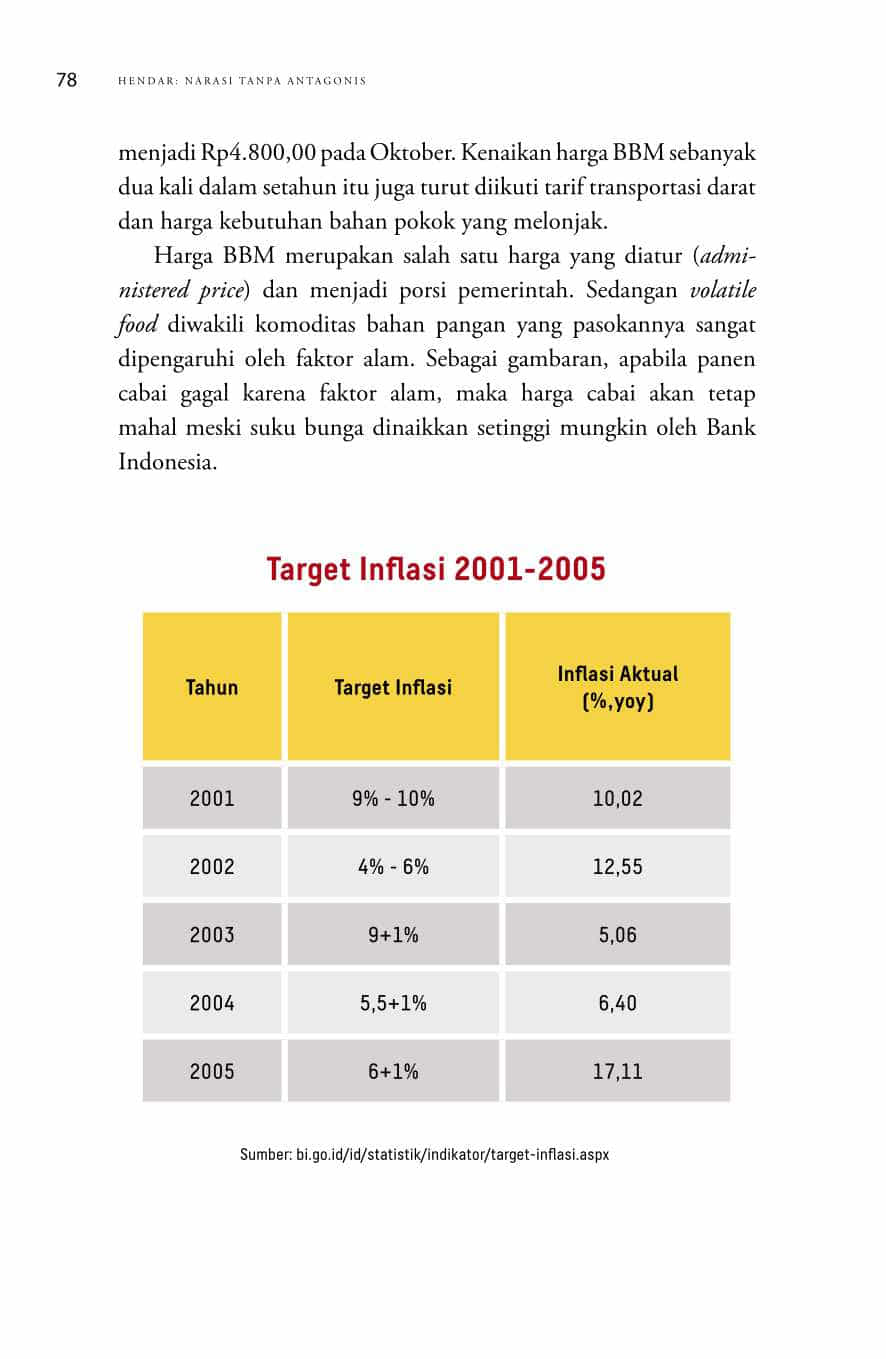 78 HENDAR: NARASI TANPA ANTAGONIS
menjadi Rp4.800,00 pada Oktober. Kenaikan harga BBM sebanyak
dua kali dalam setahun itu juga turut diikuti tarif transportasi darat
dan harga kebutuhan bahan pokok yang melonjak.
Harga BBM merupakan salah satu harga yang diatur (admi-
nistered price) dan menjadi porsi pemerintah. Sedangan volatile
food diwakili komoditas bahan pangan yang pasokannya sangat
dipengaruhi oleh faktor alam. Sebagai gambaran, apabila panen
cabai gagal karena faktor alam, maka harga cabai akan tetap
mahal meski suku bunga dinaikkan setinggi mungkin oleh Bank
Indonesia.
Target Inflasi 2001-2005
Tahun Target Inflasi Inflasi Aktual
(%,yoy)
2001 9% - 10% 10,02
2002 4% - 6% 12,55
2003 9+1% 5,06
2004 5,5+1% 6,40
2005 6+1% 17,11
Sumber: bi.go.id/id/statistik/indikator/target-inflasi.aspx